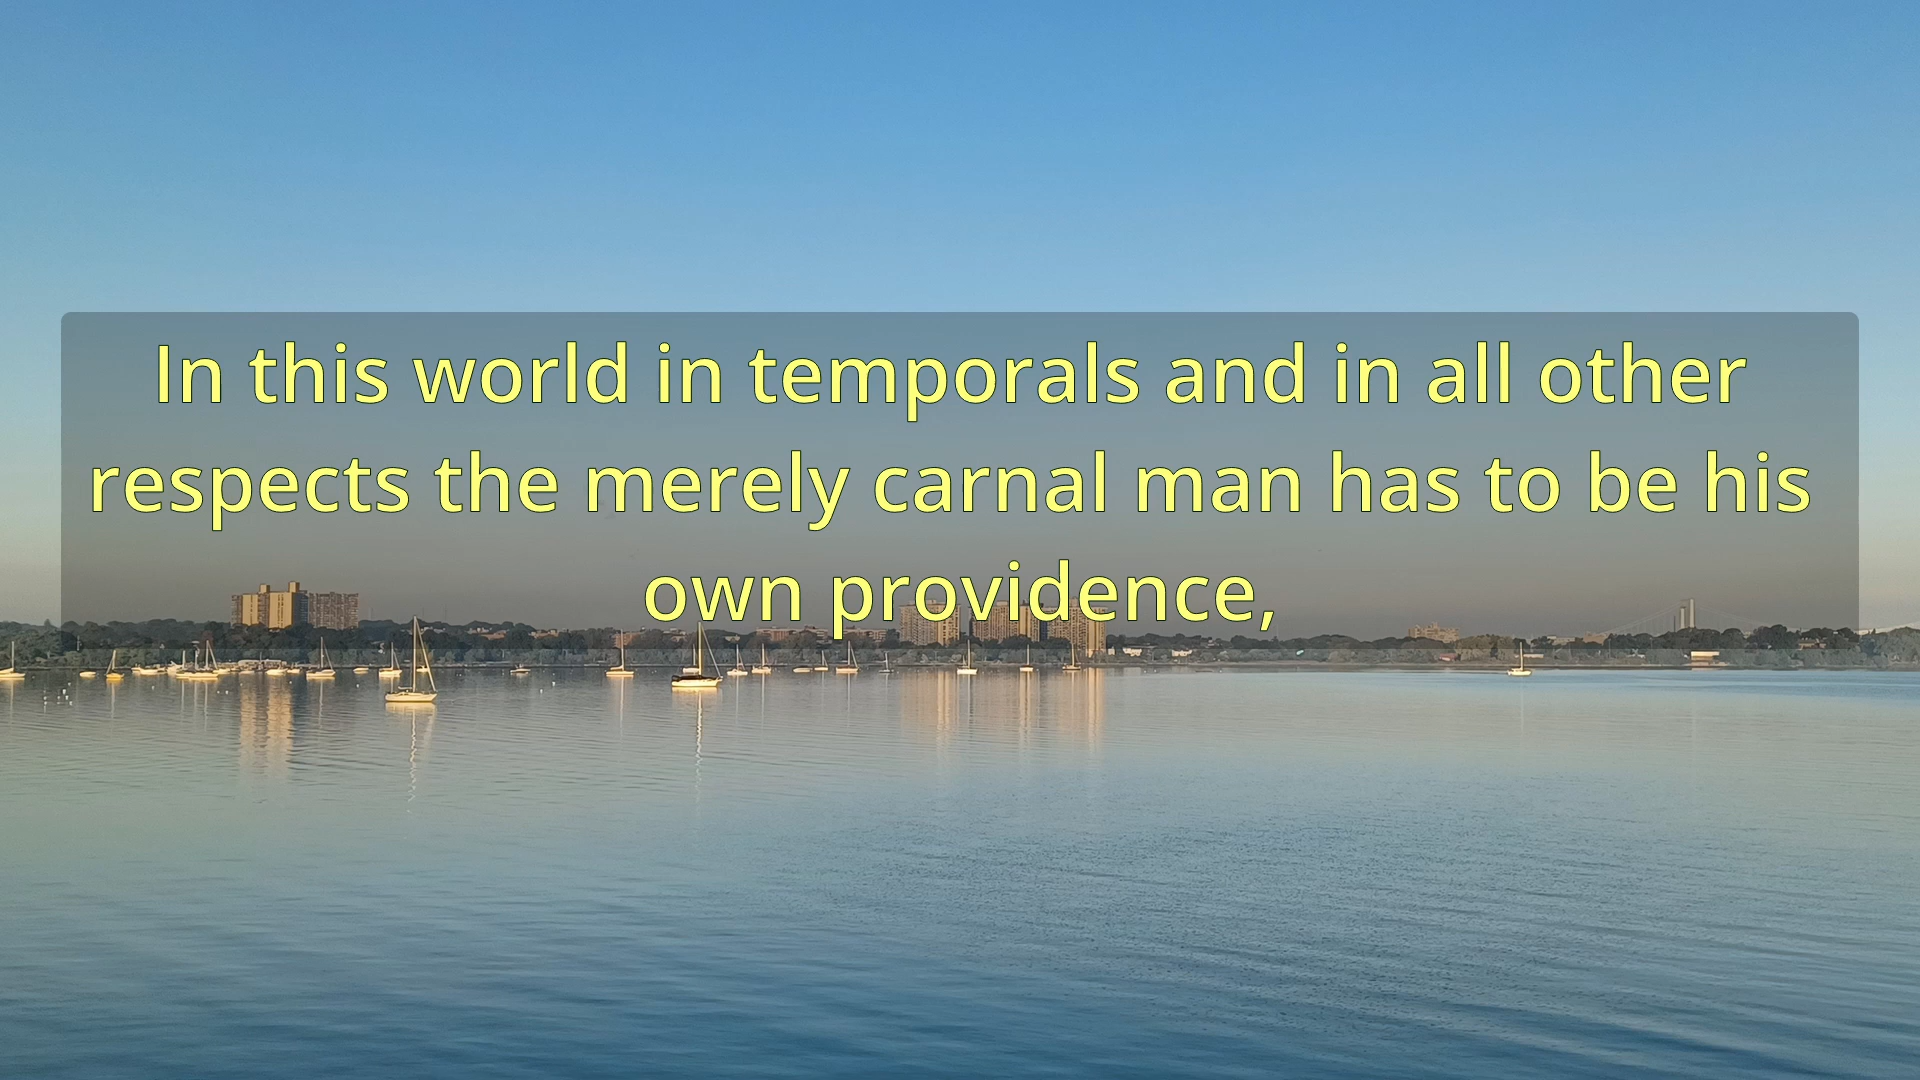 In this world in temporals and in all other
respects the merely carnal man has to be his
own providence,